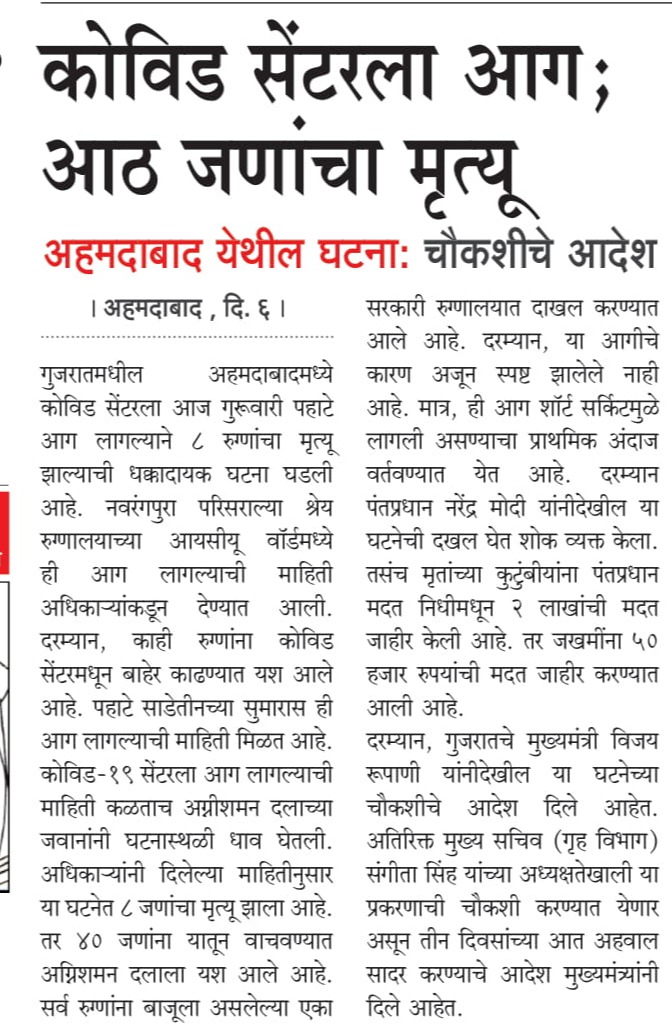 कोविड सेंटरला आग;
आठ जणांचा मृत्यू
अहमदाबाद येथील घटना: चौकशीचे आदेश
। अहमदाबाद , दि. ६ ।
गुजरातमधील अहमदाबादमध्ये
कोविड सेंटरला आज गुरूवारी पहाटे
आग लागल्याने ८ रुग्णांचा मृत्यू
झाल्याची धक्कादायक घटना घडली
आहे. नवरंगपुरा परिसराल्या श्रेय
रुग्णालयाच्या आयसीयू वॉर्डमध्ये
ही आग लागल्याची माहिती
अधिकाऱ्यांकडून देण्यात आली.
दरम्यान, काही रुग्णांना कोविड
सेंटरमधून बाहेर काढण्यात यश आले
आहे. पहाटे साडेतीनच्या सुमारास ही
आग लागल्याची माहिती मिळत आहे.
कोविड-१९ सेंटरला आग लागल्याची
माहिती कळताच अग्नीशमन दलाच्या
जवानांनी घटनास्थळी धाव घेतली.
अधिकाऱ्यांनी दिलेल्या माहितीनुसार
या घटनेत ८ जणांचा मृत्यू झाला आहे.
तर ४० जणांना यातून वाचवण्यात
अग्निशमन दलाला यश आले आहे.
सर्व रुग्णांना बाजूला असलेल्या एका
सरकारी रुग्णालयात दाखल करण्यात
आले आहे. दरम्यान, या आगीचे
कारण अजून स्पष्ट झालेले नाही
आहे. मात्र, ही आग शॉर्ट सर्किटमुळे
लागली असण्याचा प्राथमिक अंदाज
वर्तवण्यात येत आहे. दरम्यान
पंतप्रधान नरेंद्र मोदी यांनीदेखील या
घटनेची दखल घेत शोक व्यक्त केला.
तसंच मृतांच्या कुटुंबीयांना पंतप्रधान
मदत निधीमधून २ लाखांची मदत
जाहीर केली आहे. तर जखमींना ५०
हजार रुपयांची मदत जाहीर करण्यात
आली आहे.
दरम्यान, गुजरातचे मुख्यमंत्री विजय
रूपाणी यांनीदेखील या घटनेच्या
चौकशीचे आदेश दिले आहेत.
अतिरिक्त मुख्य सचिव (गृह विभाग)
संगीता सिंह यांच्या अध्यक्षतेखाली या
प्रकरणाची चौकशी करण्यात येणार
असून तीन दिवसांच्या आत अहवाल
सादर करण्याचे आदेश मुख्यमंत्र्यांनी
दिले आहेत.